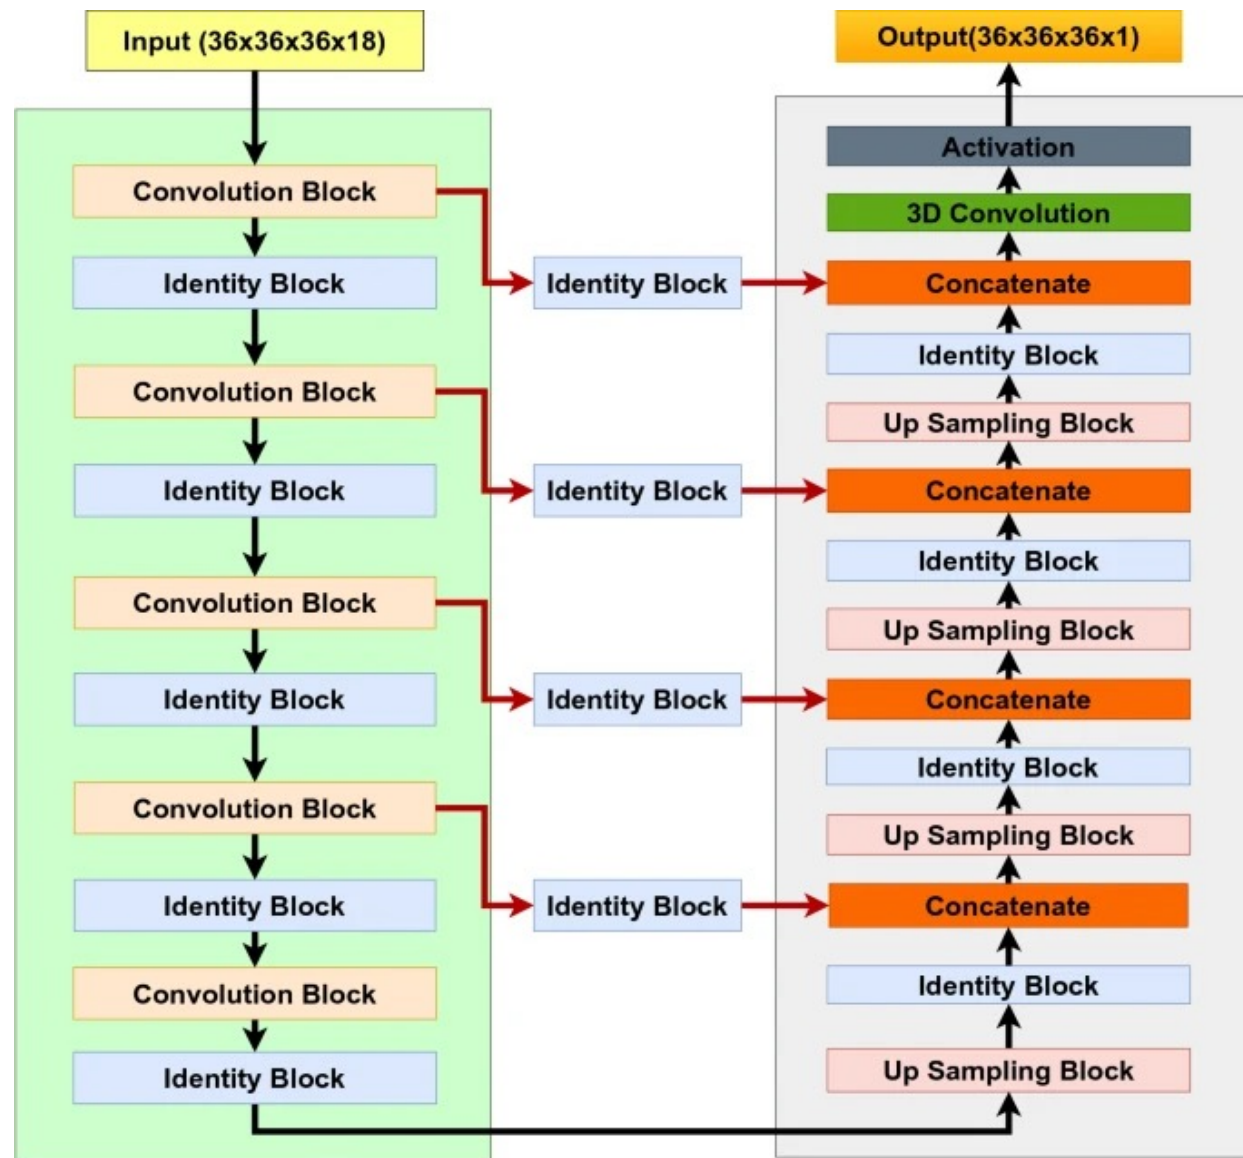 Input (36x36x36x18)
Convolution Block
Identity Block
Convolution Block
Identity Block
Convolution Block
Identity Block
Convolution Block
Identity Block
Convolution Block
Identity Block
Identity Block
Identity Block
Identity Block
Identity Block
Output(36x36x36x1)
Activation
3D Convolution
Concatenate
Identity Block
Up Sampling Block
Concatenate
Identity Block
Up Sampling Block
Concatenate
Identity Block
Up Sampling Block
Concatenate
Identity Block
Up Sampling Block